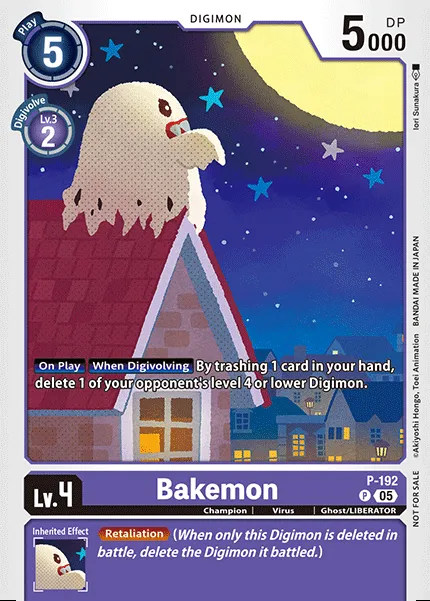 DIGIMON
Play
5
DP
5000
Digivolve
Lv.3
2
Iori Sunakura
On Play When Digivolving By trashing 1 card in your hand,
delete 1 of your opponent's level 4 or lower Digimon.
©Akiyoshi Hongo, Toei Animation BANDAI MADE IN JAPAN
NOT FOR SALE
P-192
Lv.4
Bakemon
P 05
Champion | Virus | Ghost/LIBERATOR
Inherited Effect
Retaliation (When only this Digimon is deleted in
battle, delete the Digimon it battled.)